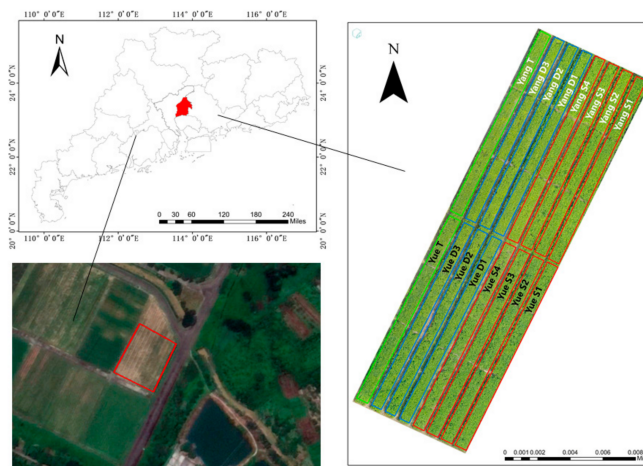 110° 0'0"E 112° 0'0"E 114° 0'0"E 116° 0'0"E
N
24° 0'0"N
22° 0'0"N
20° 0'0"N
24° 0'0"N
22° 0'0"N
20° 0'0"N
0 30 60 120 180 240
Miles
110° 0'0"E 112° 0'0"E 114° 0'0"E 116° 0'0"E
N
Yang T
Yang D3
Yang D2
Yang D1
Yang S4
Yang S3
Yang S2
Yang S1
Yue T
Yue D3
Yue D2
Yue D1
Yue S4
Yue S3
Yue S2
Yue S1
0 0.001 0.002 0.004 0.006